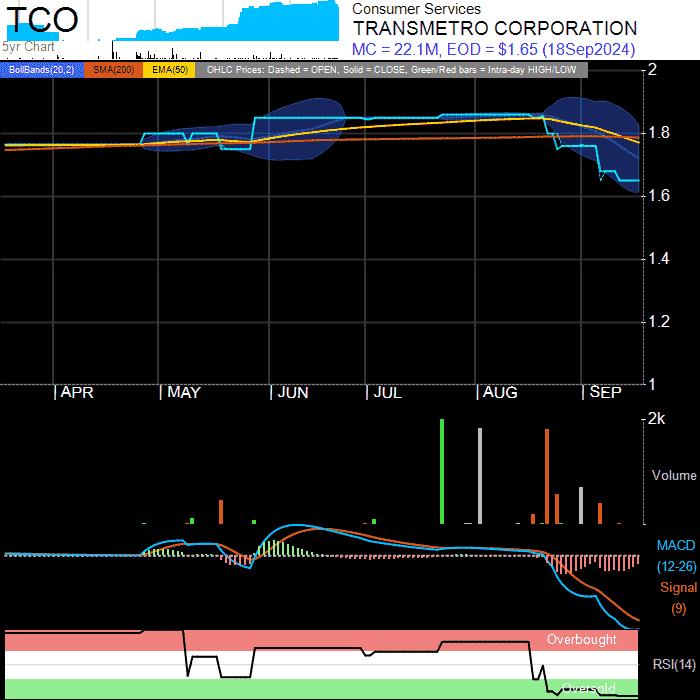 TCO
5yr Chart
Consumer Services
TRANSMETRO CORPORATION
MC = 22.1M, EOD = $1.65 (18Sep2024)
BollBands(20,2) SMA(200) EMA(50) OHLC Prices: Dashed = OPEN, Solid = CLOSE, Green/Red bars = Intra-day HIGH/LOW
2
1.8
1.6
1.4
1.2
1
APR MAY JUN JUL AUG SEP
2k
Volume
MACD
(12-26)
Signal
(9)
Overbought
RSI(14)
Oversold